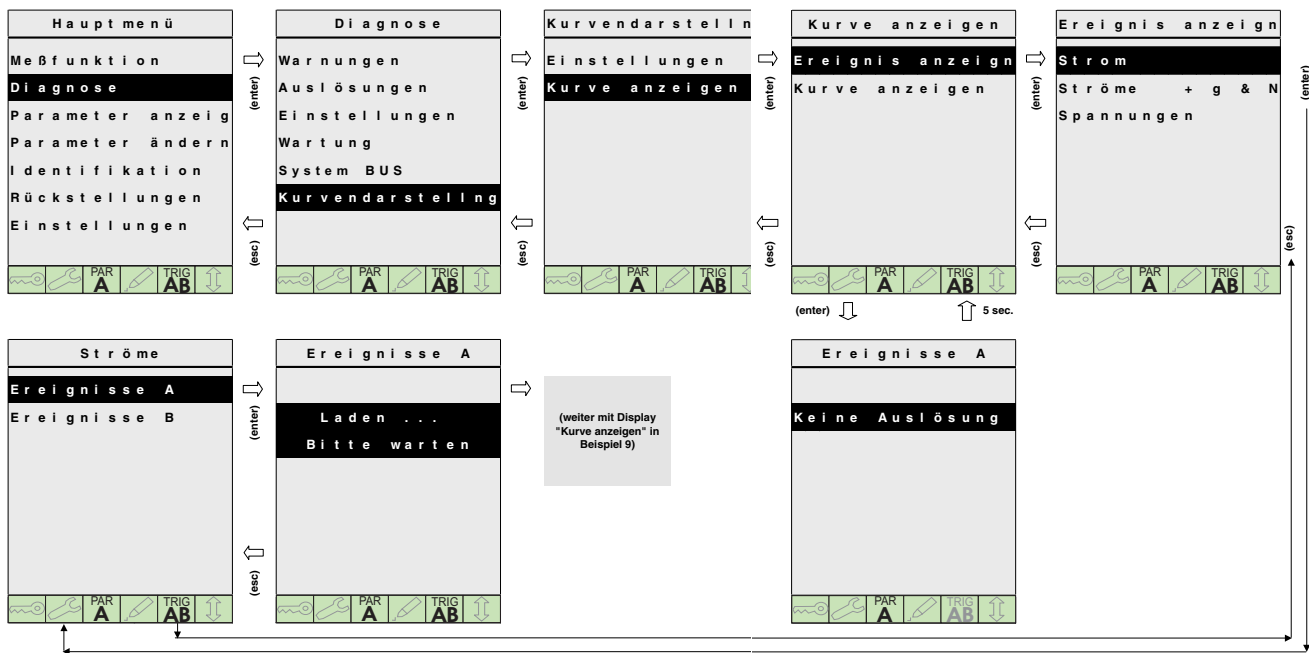 Hauptmenü
Meßfunktion
Diagnose
Parameter anzeig
Parameter ändern
Identifikation
Rückstellungen
Einstellungen
PAR A TRIG AB
(enter)
(esc)
Diagnose
Warnungen
Auslösungen
Einstellungen
Wartung
System BUS
Kurvendarstellng
PAR A TRIG AB
(enter)
(esc)
Kurvendarstelln
Einstellungen
Kurve anzeigen
PAR A TRIG AB
(enter)
(esc)
Kurve anzeigen
Ereignis anzeign
Kurve anzeigen
PAR A TRIG AB
(enter)
(esc)
Ereignis anzeign
Strom
Ströme + g & N
Spannungen
PAR A TRIG AB
(enter)
(esc)
(enter)
5 sec.
Ströme
Ereignisse A
Ereignisse B
PAR A TRIG AB
(enter)
(esc)
Ereignisse A
Laden ...
Bitte warten
PAR A TRIG AB
(weiter mit Display
"Kurve anzeigen" in
Beispiel 9)
Ereignisse A
Keine Auslösung
PAR A TRIG AB